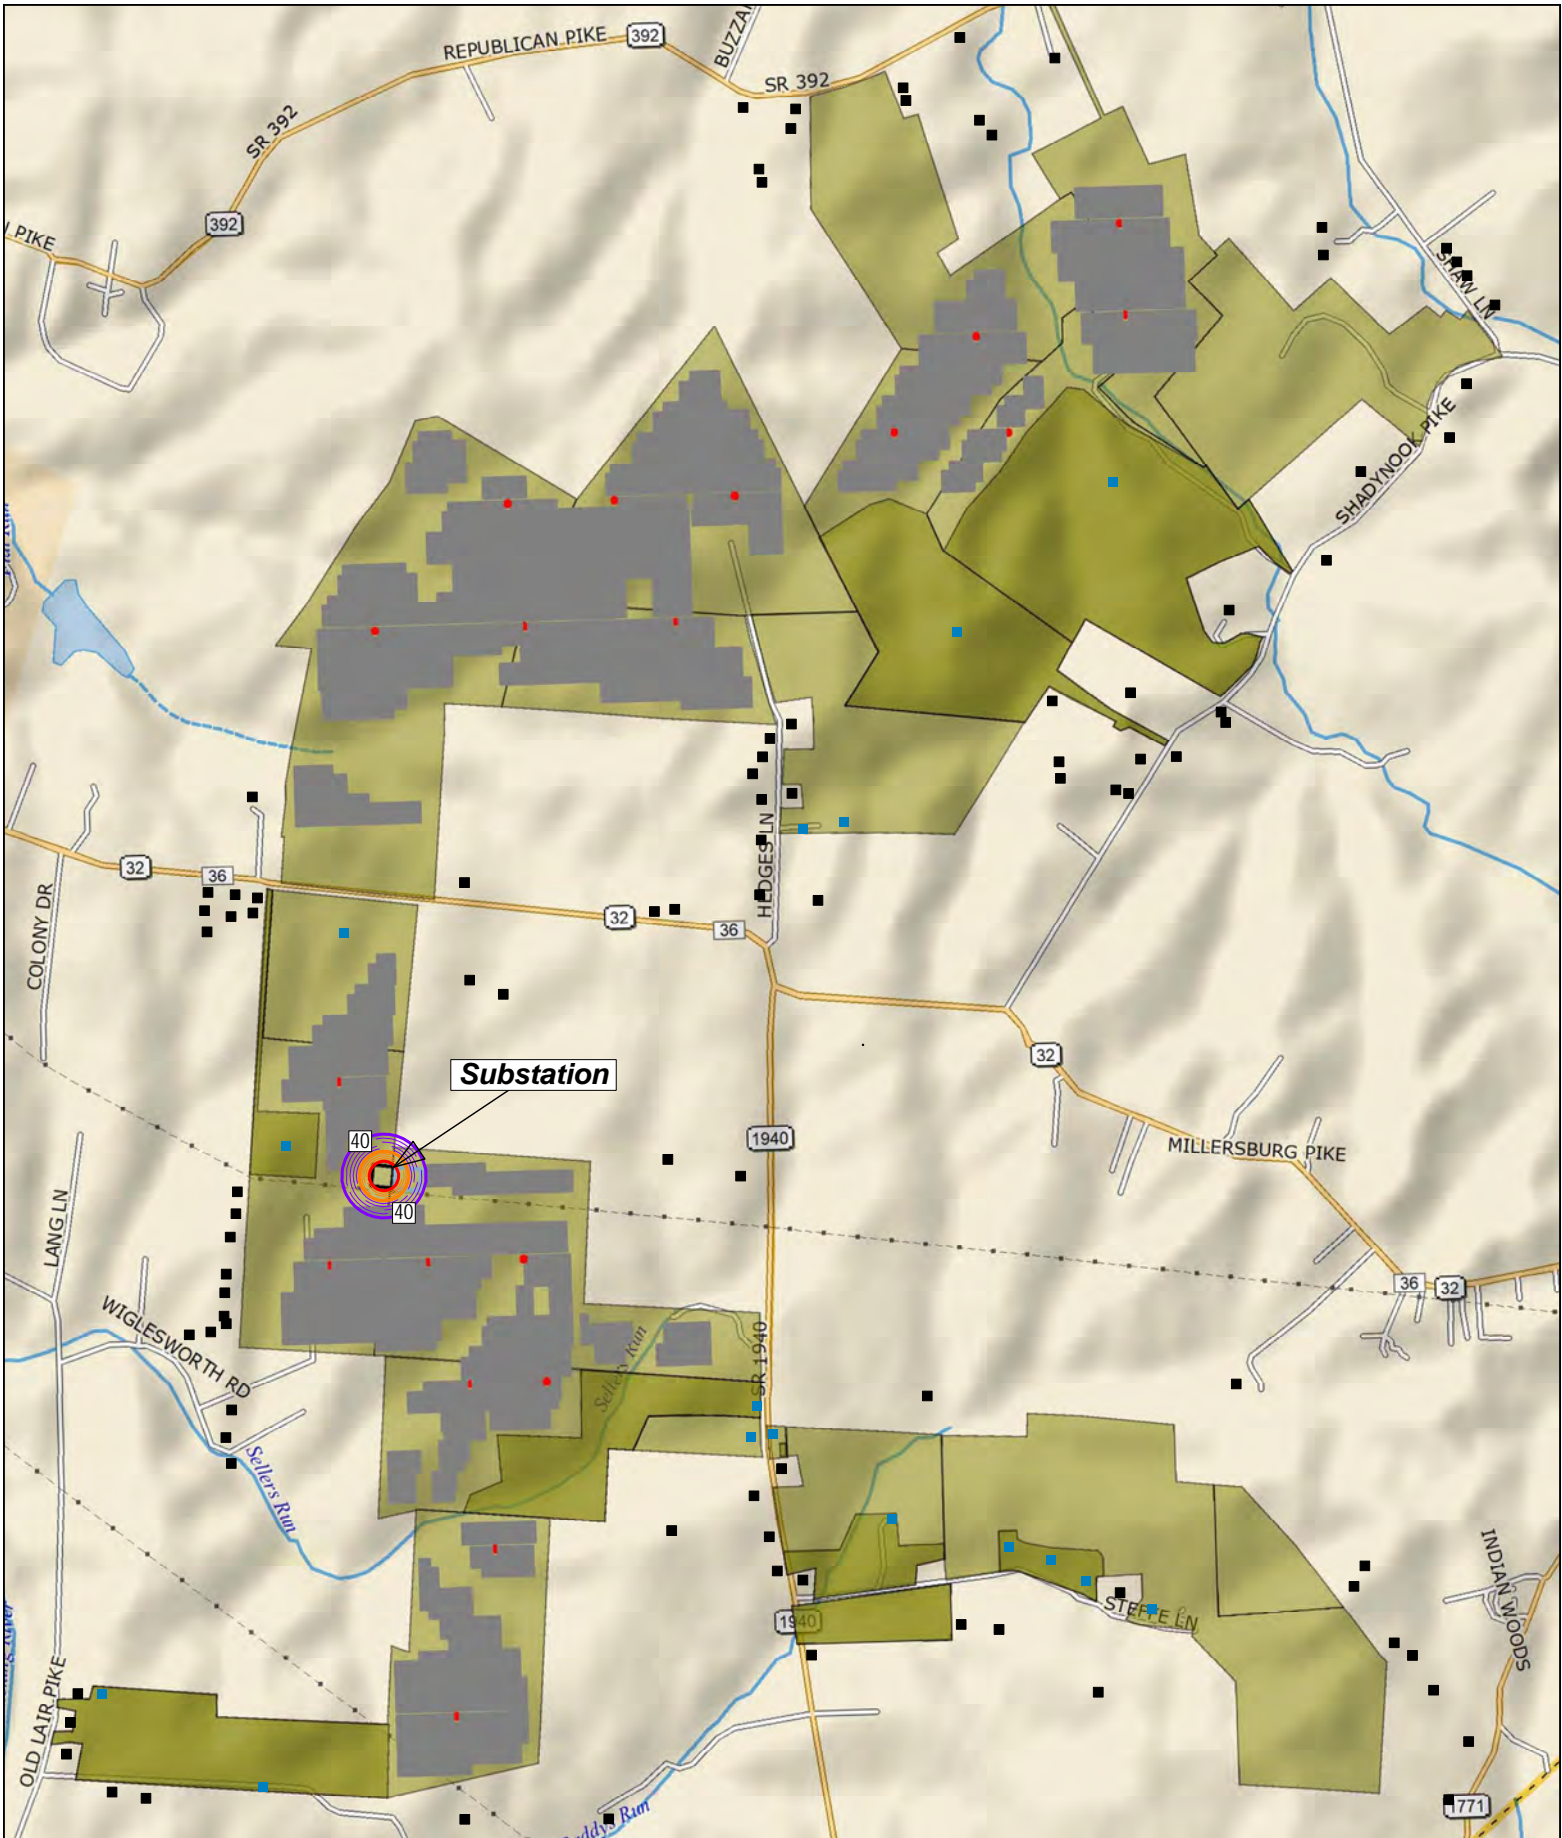 REPUBLICAN PIKE
392
SR 392
SR 392
392
PIKE
SHAW LN
SHADYNOOK PIKE
32
36
HEDGES LN
32
36
COLONY DR
32
Substation
40
40
1940
MILLERSBURG PIKE
LANG LN
36
32
WIGLESWORTH RD
SR 1940
Sellers Run
Sellers Run
INDIAN WOODS
STEFFE LN
1940
OLD LAIR PIKE
Run
1771